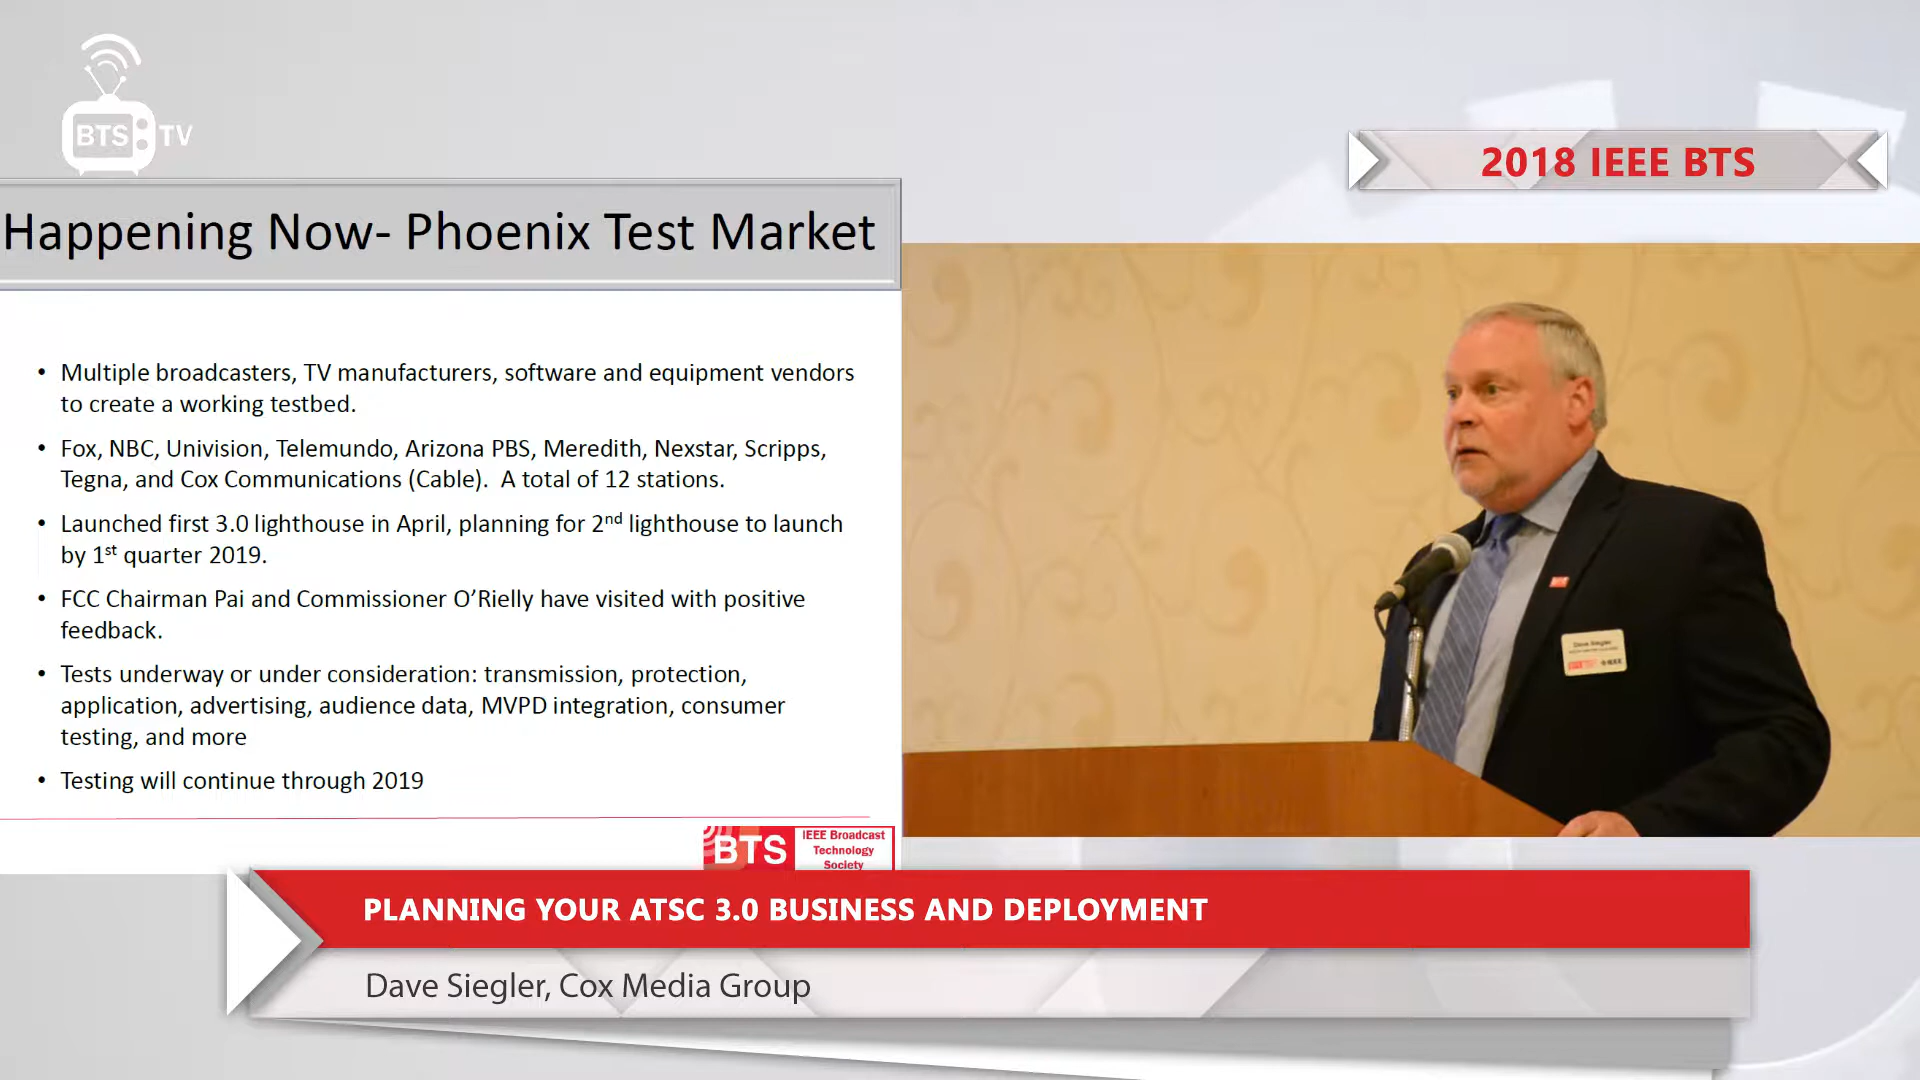 BTS TV
2018 IEEE BTS
Happening Now- Phoenix Test Market
• Multiple broadcasters, TV manufacturers, software and equipment vendors
to create a working testbed.
• Fox, NBC, Univision, Telemundo, Arizona PBS, Meredith, Nexstar, Scripps,
Tegna, and Cox Communications (Cable).  A total of 12 stations.
• Launched first 3.0 lighthouse in April, planning for 2nd lighthouse to launch
by 1st quarter 2019.
• FCC Chairman Pai and Commissioner O’Rielly have visited with positive
feedback.
• Tests underway or under consideration: transmission, protection,
application, advertising, audience data, MVPD integration, consumer
testing, and more
• Testing will continue through 2019
BTS
IEEE Broadcast
Technology
Society
Dave Siegler
IEEE
PLANNING YOUR ATSC 3.0 BUSINESS AND DEPLOYMENT
Dave Siegler, Cox Media Group